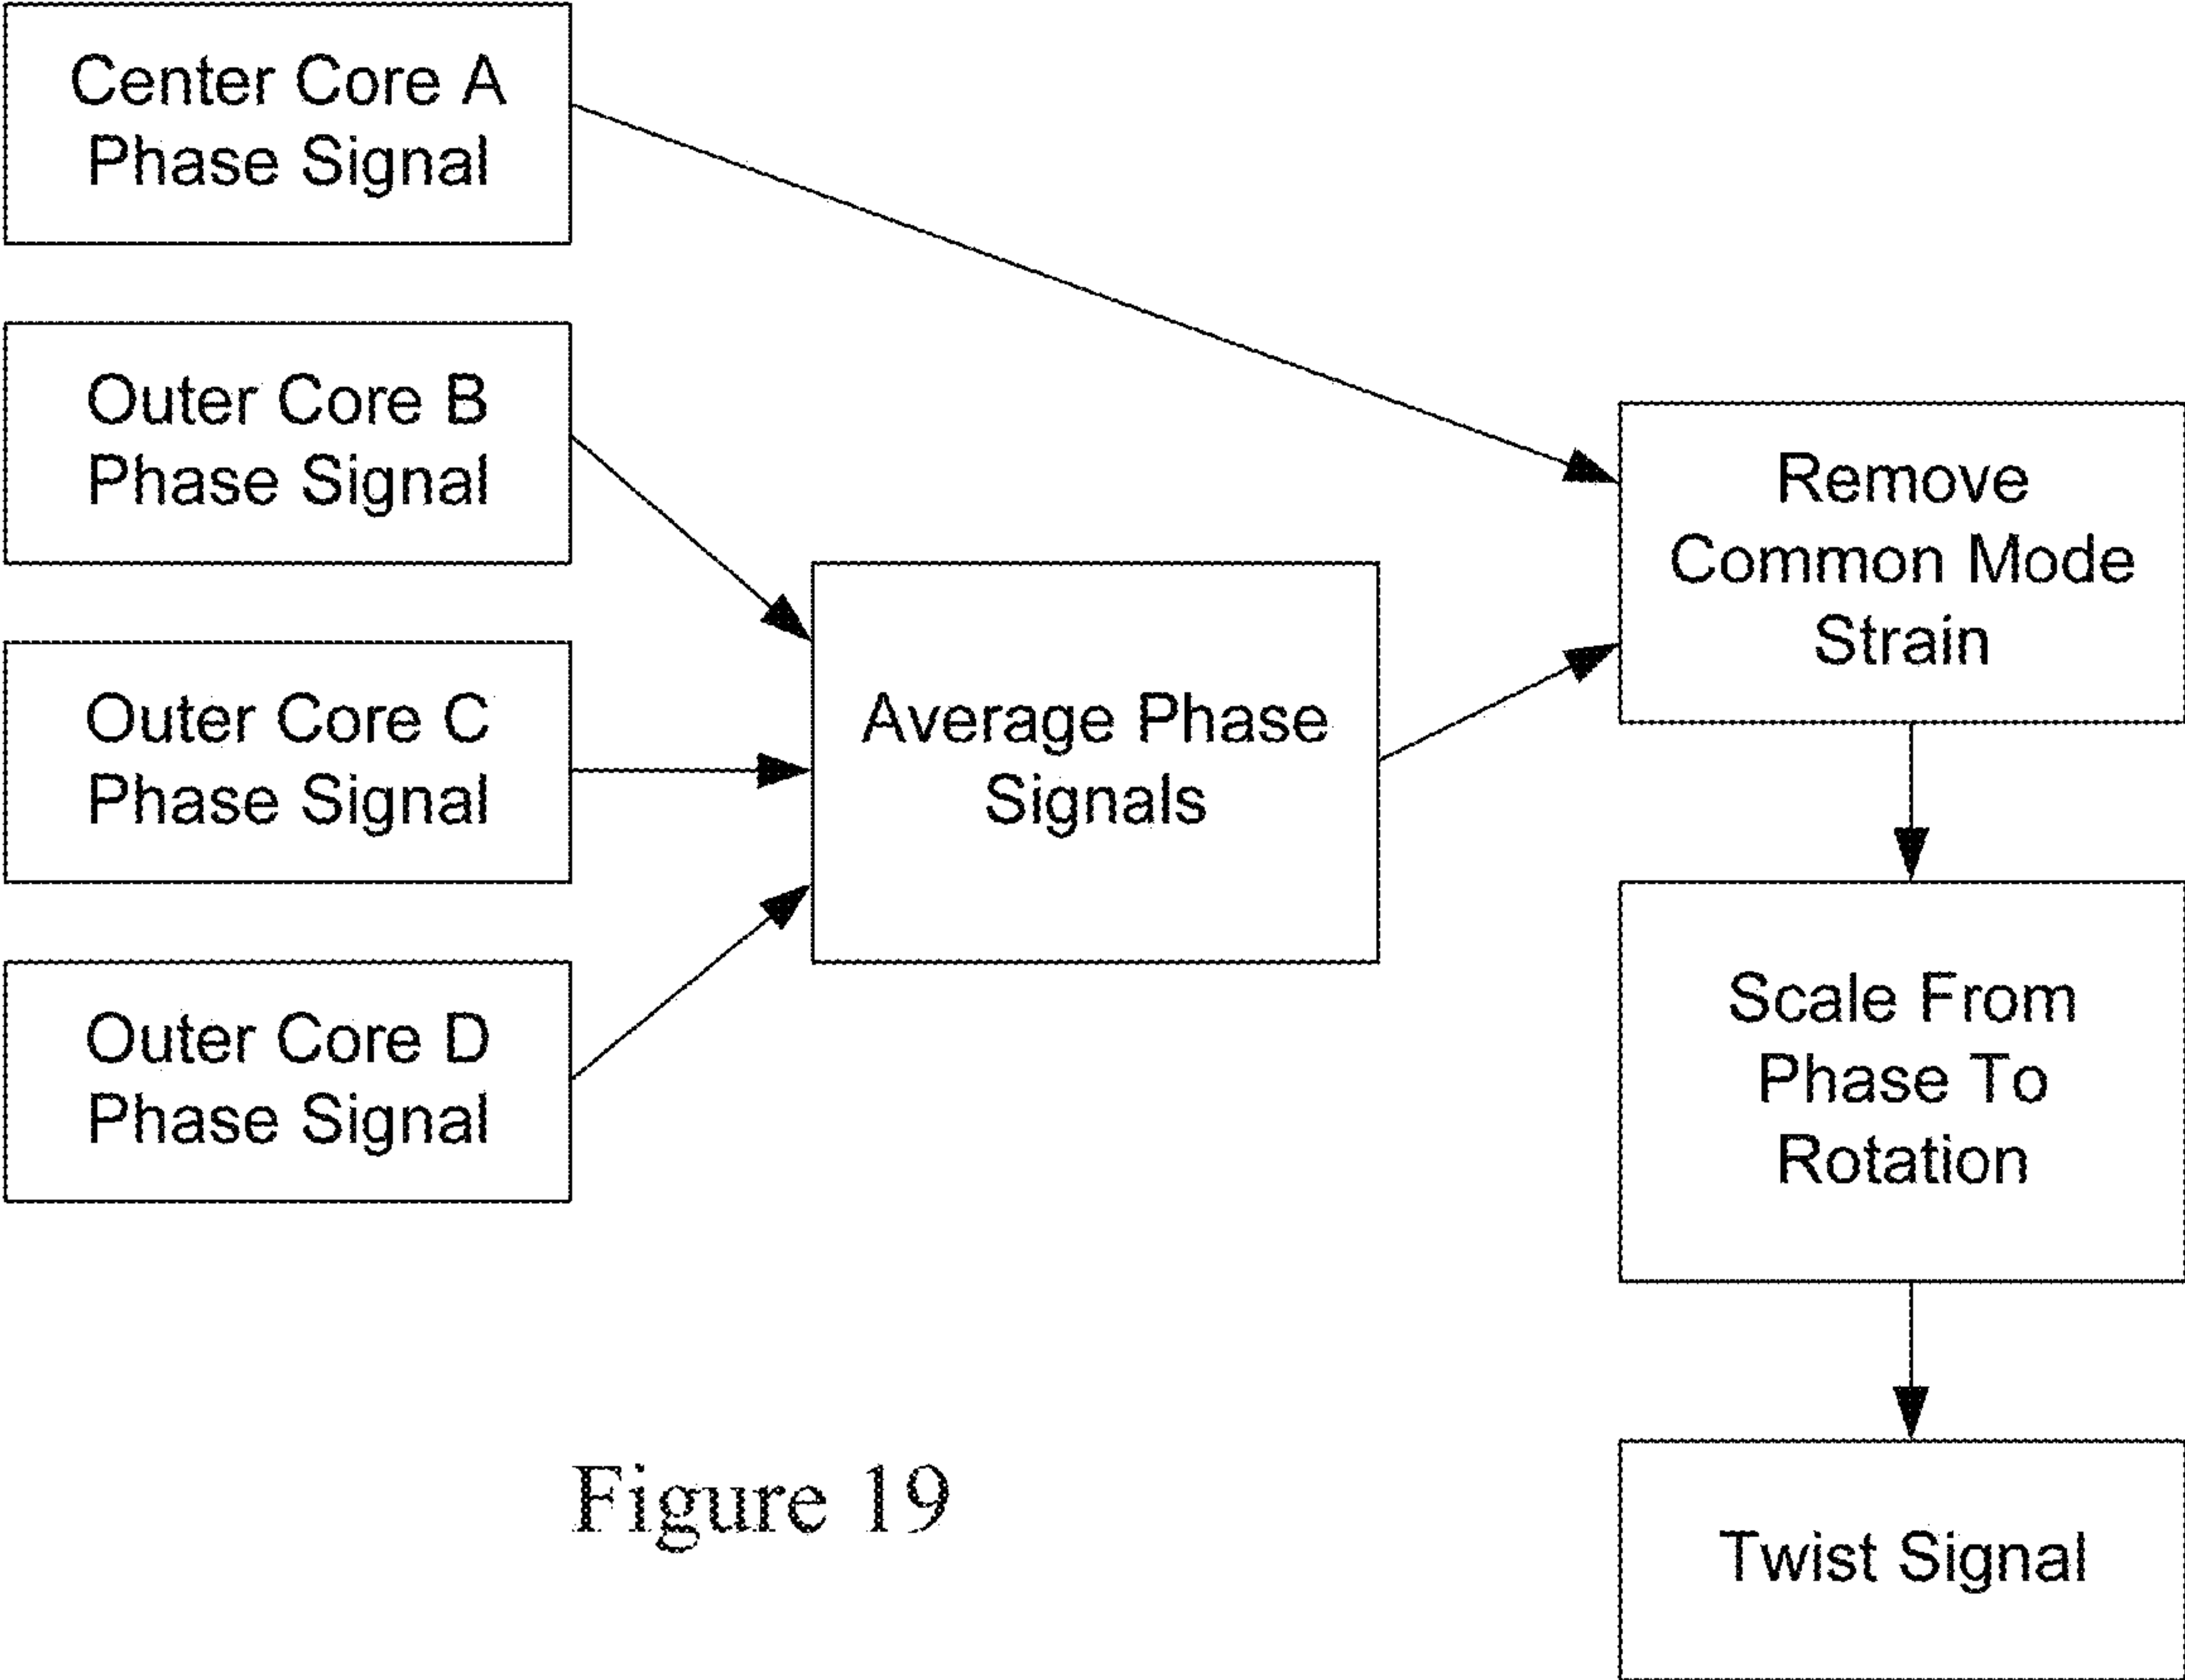 Center Core A
Phase Signal
Outer Core B
Phase Signal
Outer Core C
Phase Signal
Outer Core D
Phase Signal
Average Phase
Signals
Remove
Common Mode
Strain
Scale From
Phase To
Rotation
Twist Signal
Figure 19